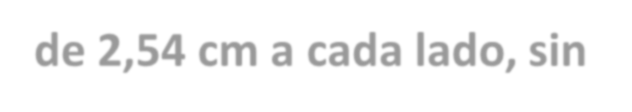 de 2,54 cm a cada lado, sin